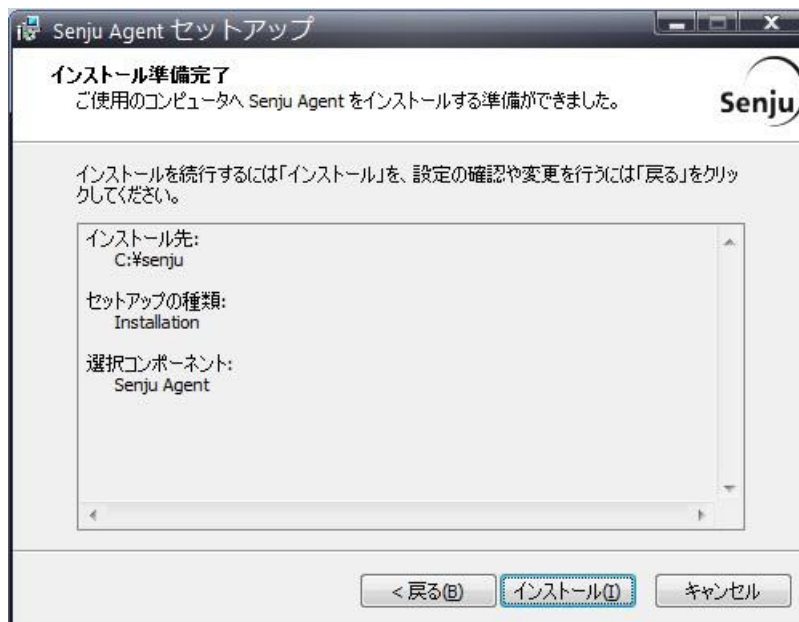 Senju Agent セットアップ
インストール準備完了
ご使用のコンピュータへ Senju Agent をインストールする準備ができました。
Senju
インストールを続行するには「インストール」を、設定の確認や変更を行うには「戻る」をクリッ
クしてください。
インストール先:
C:¥senju
セットアップの種類:
Installation
選択コンポーネント:
Senju Agent
< 戻る(B)
インストール(I)
キャンセル